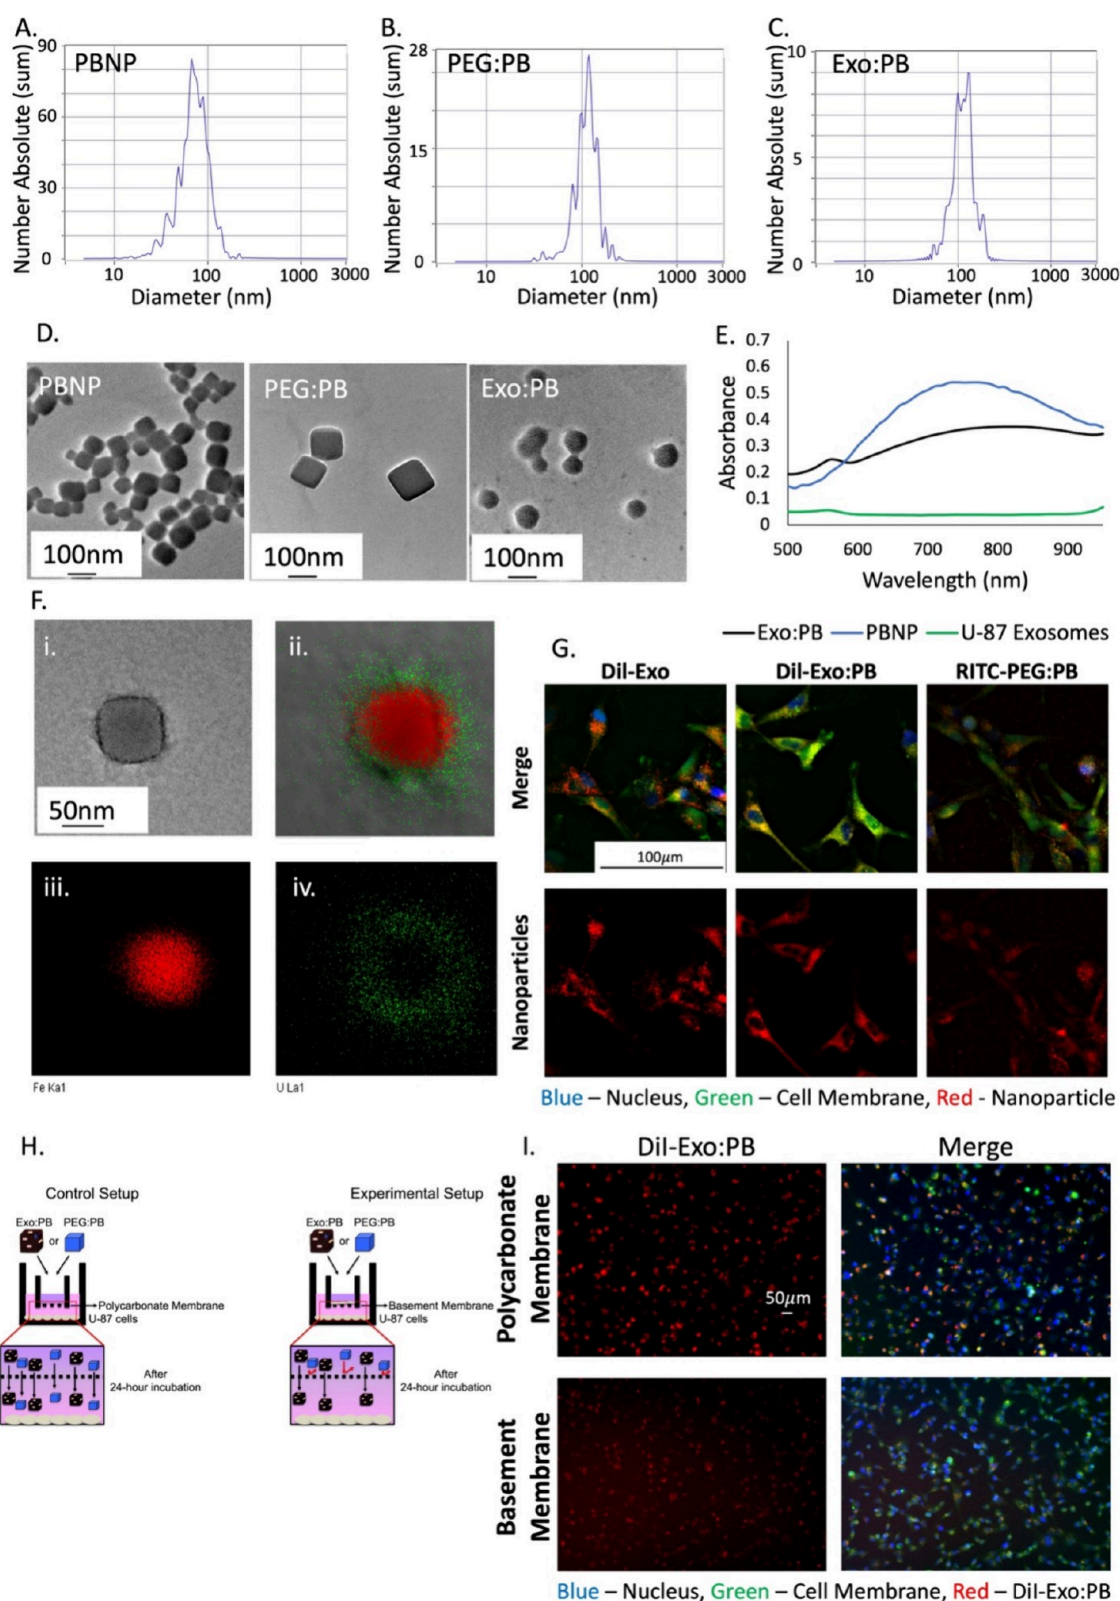 A.
PBNP
Number Absolute (sum)
90
60
30
0
10
100
1000
3000
Diameter (nm)
B.
PEG:PB
Number Absolute (sum)
28
15
0
10
100
1000
3000
Diameter (nm)
C.
Exo:PB
Number Absolute (sum)
10
5
0
10
100
1000
3000
Diameter (nm)
D.
PBNP
100nm
PEG:PB
100nm
Exo:PB
100nm
E.
Absorbance
0.7
0.6
0.5
0.4
0.3
0.2
0.1
0
500
600
700
800
900
Wavelength (nm)
Exo:PB
PBNP
U-87 Exosomes
F.
i.
50nm
ii.
iii.
Fe Ka1
iv.
U La1
G.
Dil-Exo
Dil-Exo:PB
RITC-PEG:PB
Merge
100μm
Nanoparticles
Blue – Nucleus, Green – Cell Membrane, Red - Nanoparticle
H.
Control Setup
Exo:PB or PEG:PB
Polycarbonate Membrane
U-87 cells
After
24-hour incubation
Experimental Setup
Exo:PB or PEG:PB
Basement Membrane
U-87 cells
After
24-hour incubation
I.
Dil-Exo:PB
Merge
Polycarbonate
Membrane
50μm
Basement
Membrane
Blue – Nucleus, Green – Cell Membrane, Red – Dil-Exo:PB